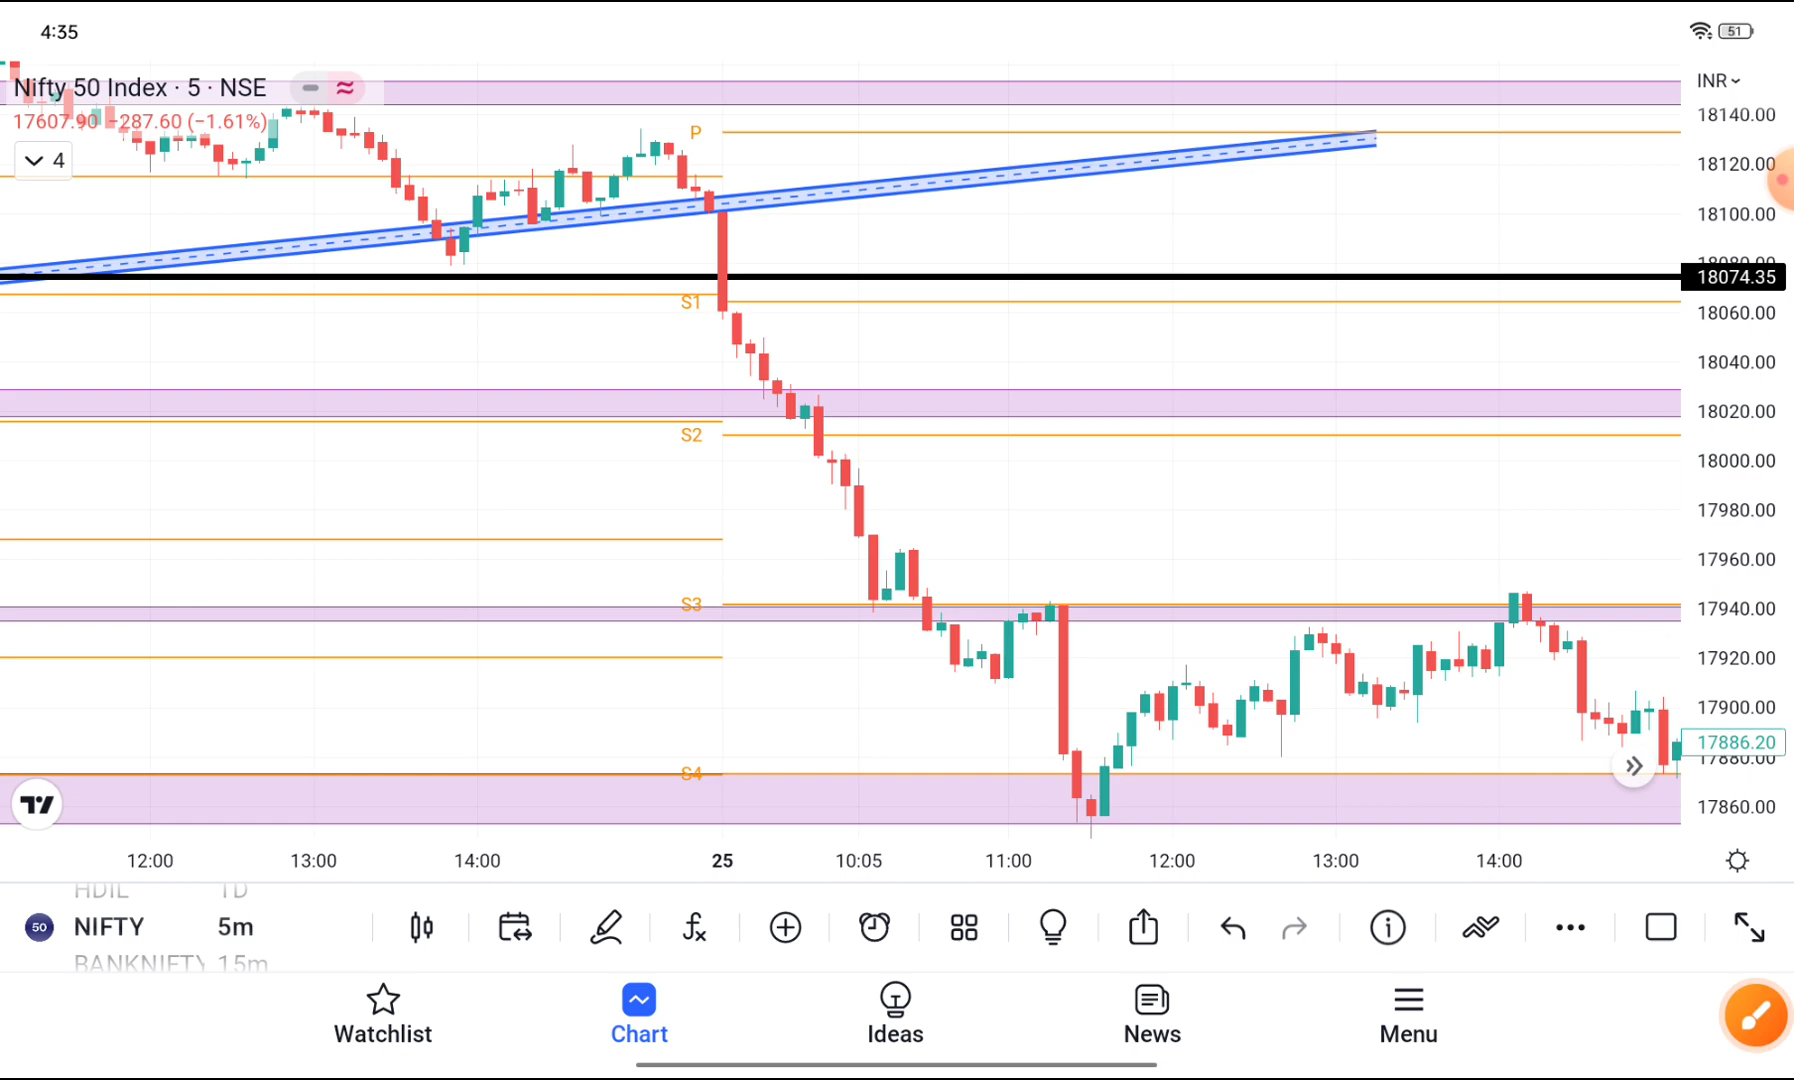 4:35
51
Nifty 50 Index · 5 · NSE
INR
17607.90 −287.60 (−1.61%)
4
P
S1
S2
S3
S4
18140.00
18120.00
18100.00
18080.00
18074.35
18060.00
18040.00
18020.00
18000.00
17980.00
17960.00
17940.00
17920.00
17900.00
17886.20
17880.00
17860.00
12:00 13:00 14:00 25 10:05 11:00 12:00 13:00 14:00
HDIL 1D
50 NIFTY 5m
BANKNIFTY 15m
Watchlist Chart Ideas News Menu